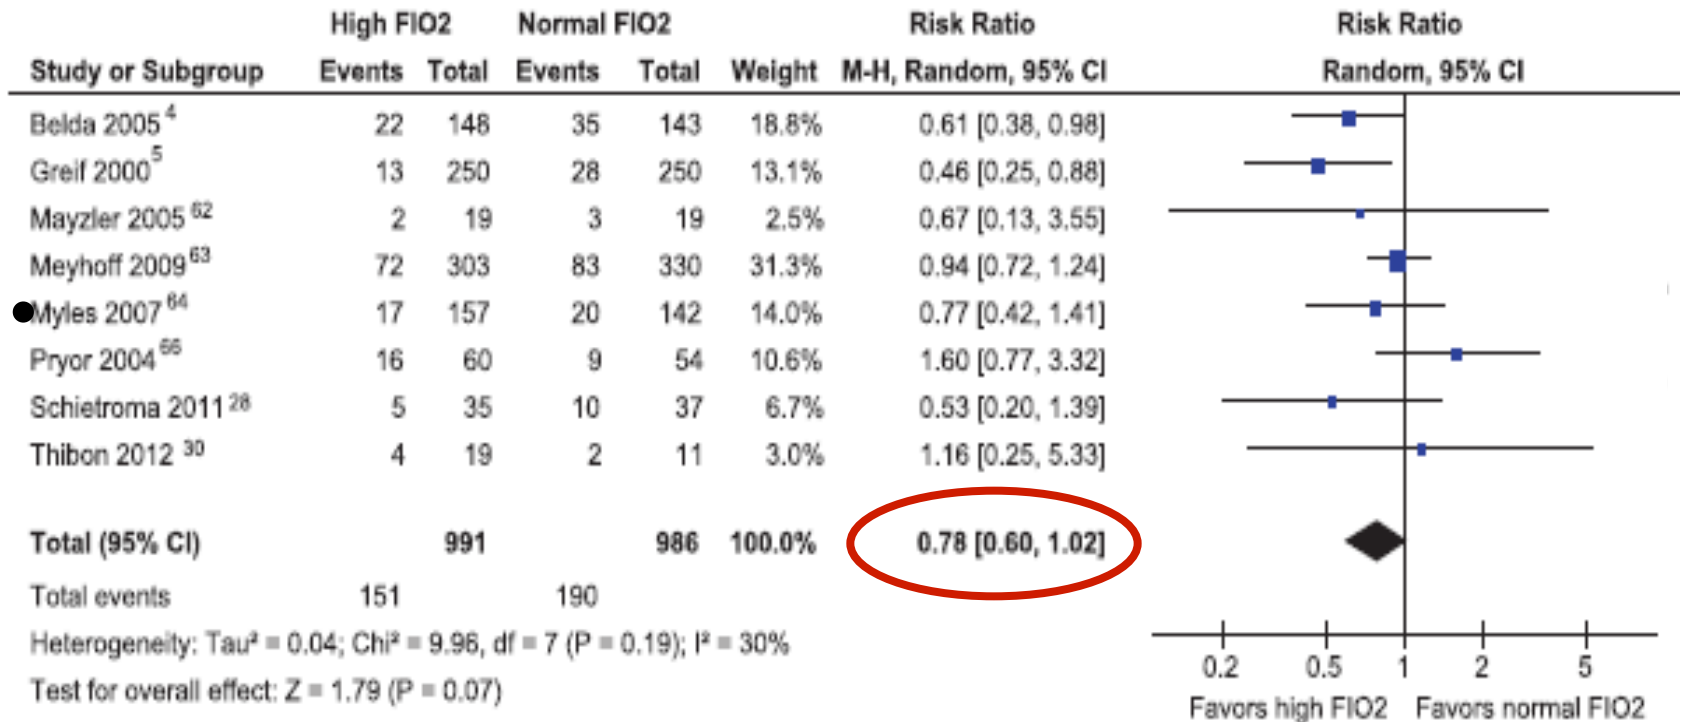 High FIO2 Normal FIO2 Risk Ratio Risk Ratio
Study or Subgroup Events Total Events Total Weight M-H, Random, 95% CI Random, 95% CI
Belda 2005 4 22 148 35 143 18.8% 0.61 [0.38, 0.98]
Greif 2000 5 13 250 28 250 13.1% 0.46 [0.25, 0.88]
Mayzler 2005 62 2 19 3 19 2.5% 0.67 [0.13, 3.55]
Meyhoff 2009 63 72 303 83 330 31.3% 0.94 [0.72, 1.24]
Myles 2007 64 17 157 20 142 14.0% 0.77 [0.42, 1.41]
Pryor 2004 66 16 60 9 54 10.6% 1.60 [0.77, 3.32]
Schietroma 2011 28 5 35 10 37 6.7% 0.53 [0.20, 1.39]
Thibon 2012 30 4 19 2 11 3.0% 1.16 [0.25, 5.33]
Total (95% CI) 991 986 100.0% 0.78 [0.60, 1.02]
Total events 151 190
Heterogeneity: Tau² = 0.04; Chi² = 9.96, df = 7 (P = 0.19); I² = 30%
Test for overall effect: Z = 1.79 (P = 0.07)
0.2 0.5 1 2 5
Favors high FIO2 Favors normal FIO2